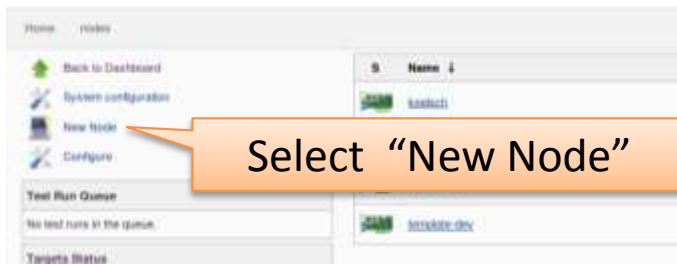 Home nodes
Back to Dashboard
System configuration
New Node
Configure
Test Run Queue
No test runs in the queue.
Targets Status
S Name ↓
Select “New Node”
template-dev